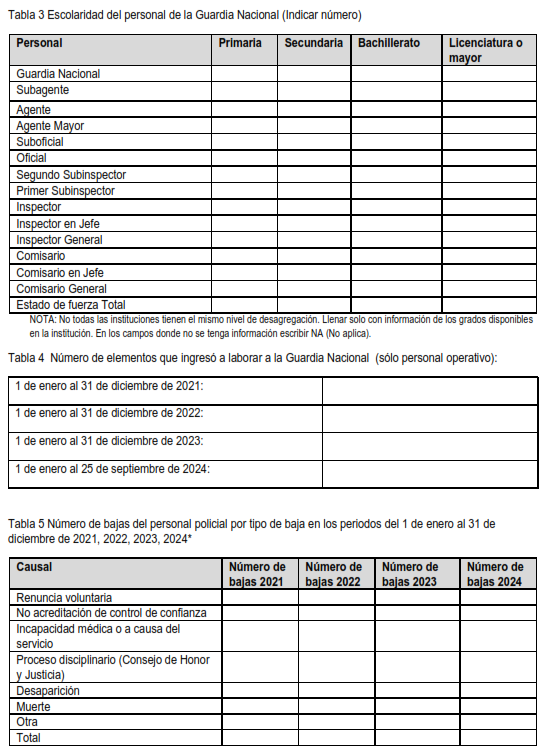 Tabla 3 Escolaridad del personal de la Guardia Nacional (Indicar número)
Personal Primaria Secundaria Bachillerato Licenciatura o mayor
Guardia Nacional
Subagente
Agente
Agente Mayor
Suboficial
Oficial
Segundo Subinspector
Primer Subinspector
Inspector
Inspector en Jefe
Inspector General
Comisario
Comisario en Jefe
Comisario General
Estado de fuerza Total
NOTA: No todas las instituciones tienen el mismo nivel de desagregación. Llenar solo con información de los grados disponibles
en la institución. En los campos donde no se tenga información escribir NA (No aplica).
Tabla 4 Número de elementos que ingresó a laborar a la Guardia Nacional (sólo personal operativo):
1 de enero al 31 de diciembre de 2021:
1 de enero al 31 de diciembre de 2022:
1 de enero al 31 de diciembre de 2023:
1 de enero al 25 de septiembre de 2024:
Tabla 5 Número de bajas del personal policial por tipo de baja en los periodos del 1 de enero al 31 de
diciembre de 2021, 2022, 2023, 2024*
Causal Número de bajas 2021 Número de bajas 2022 Número de bajas 2023 Número de bajas 2024
Renuncia voluntaria
No acreditación de control de confianza
Incapacidad médica o a causa del
servicio
Proceso disciplinario (Consejo de Honor
y Justicia)
Desaparición
Muerte
Otra
Total